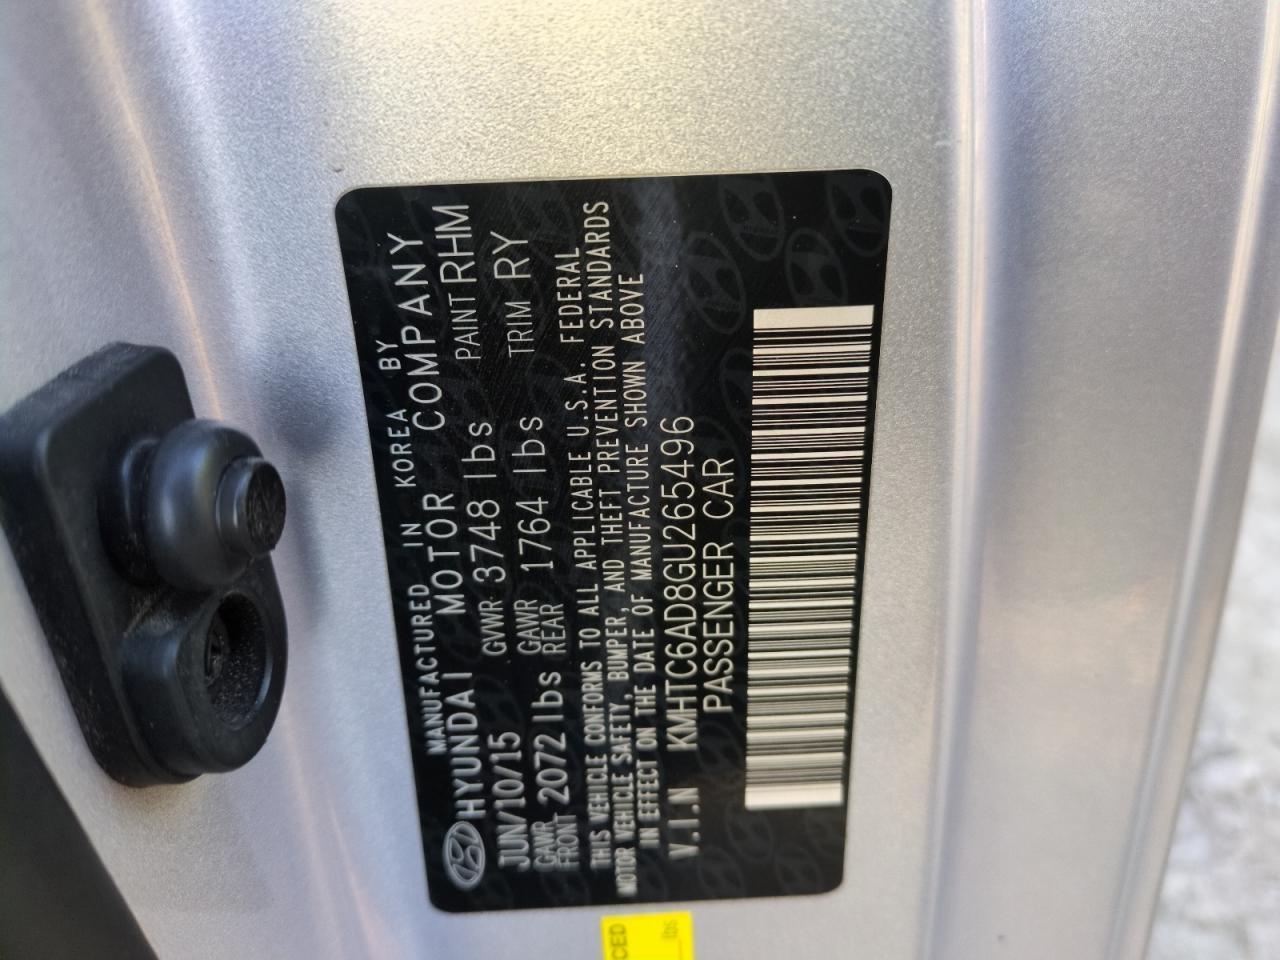 MANUFACTURED IN KOREA BY
HYUNDAI MOTOR COMPANY
JUN/10/15 GVWR 3748 lbs PAINT RHM
GAWR FRONT 2072 lbs GAWR REAR 1764 lbs TRIM RY
THIS VEHICLE CONFORMS TO ALL APPLICABLE U.S.A. FEDERAL
MOTOR VEHICLE SAFETY, BUMPER, AND THEFT PREVENTION STANDARDS
IN EFFECT ON THE DATE OF MANUFACTURE SHOWN ABOVE
V.I.N KMHTC6AD8GU265496
PASSENGER CAR
CED
lbs